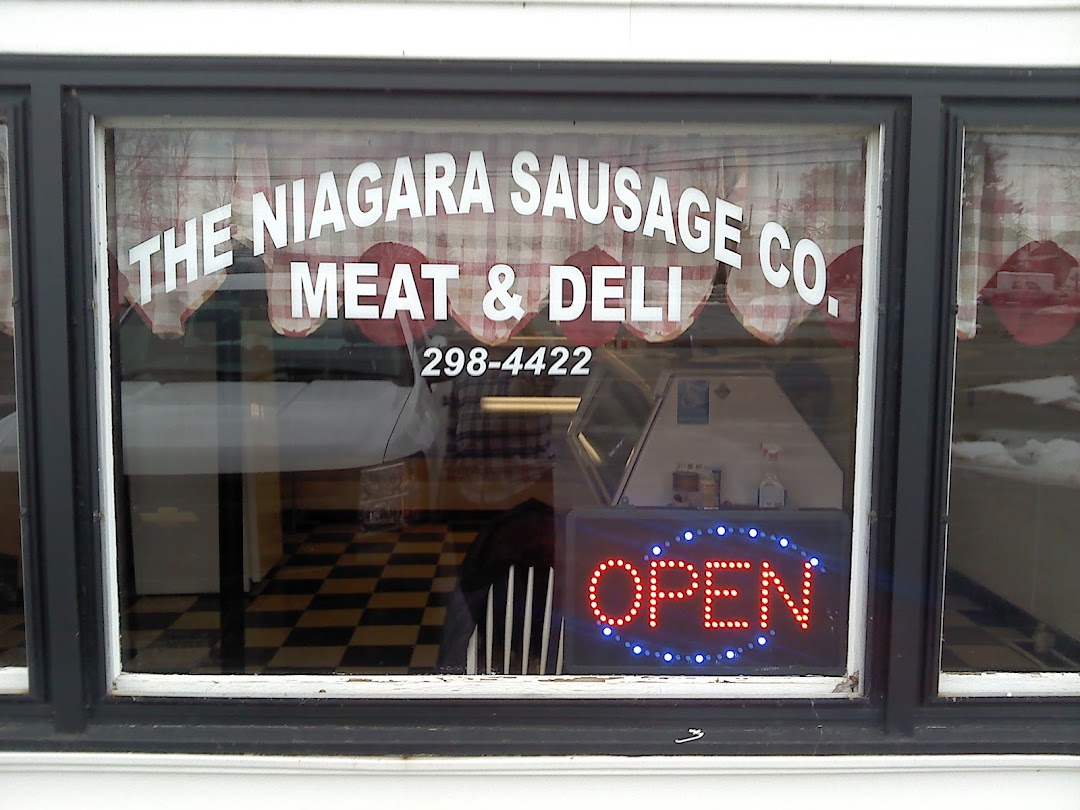 THE NIAGARA SAUSAGE CO.
MEAT & DELI
298-4422
OPEN